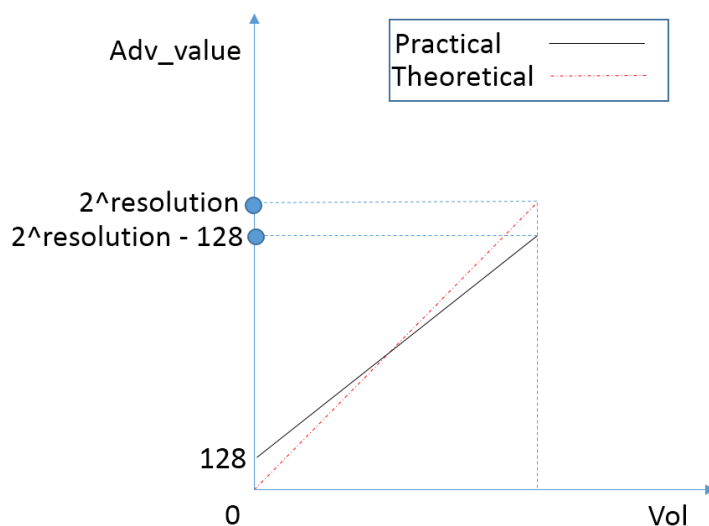 Adv_value
Practical
Theoretical
2^resolution
2^resolution - 128
128
0
Vol